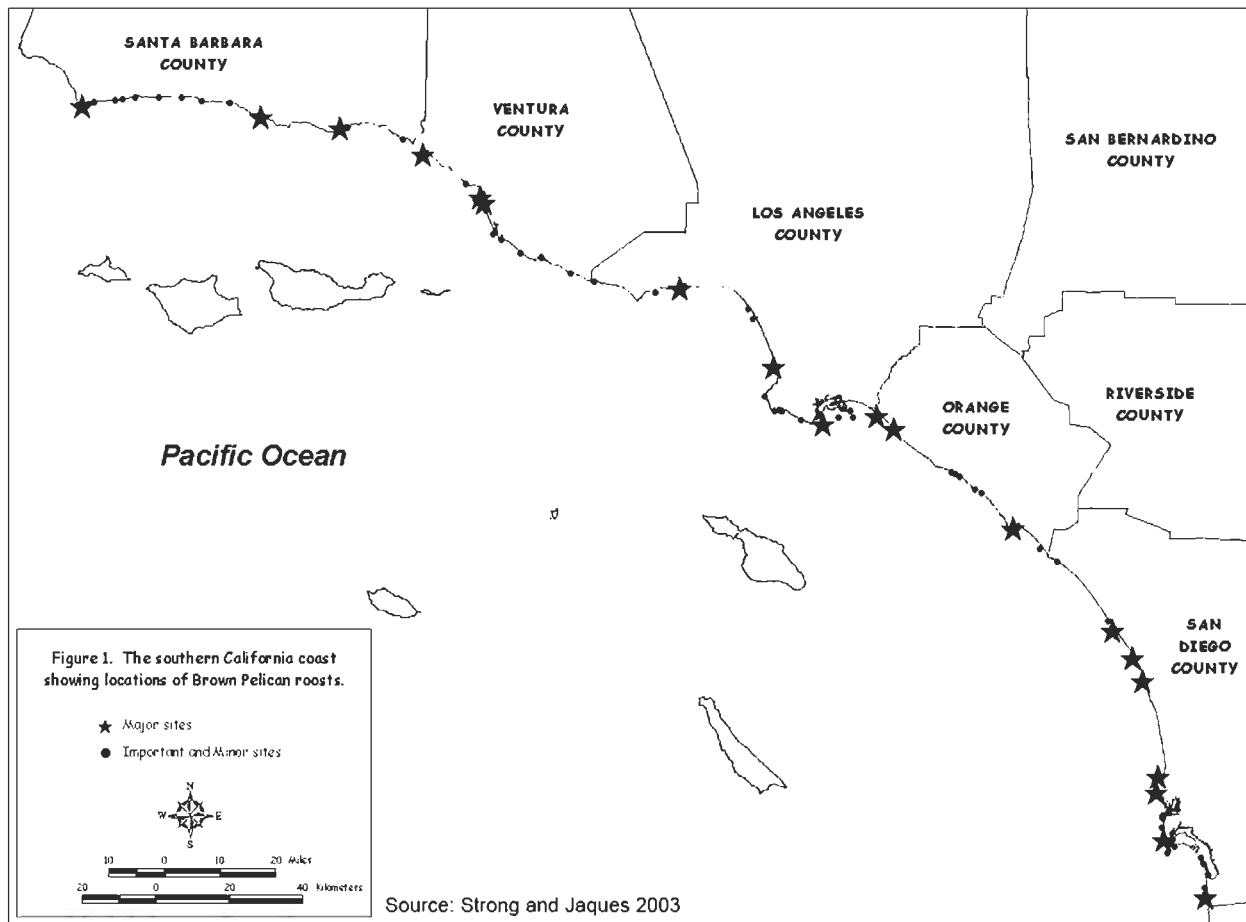 SANTA BARBARA
COUNTY
VENTURA
COUNTY
SAN BERNARDINO
COUNTY
LOS ANGELES
COUNTY
ORANGE
COUNTY
RIVERSIDE
COUNTY
Pacific Ocean
SAN
DIEGO
COUNTY
Figure 1. The southern California coast
showing locations of Brown Pelican roosts.
Major sites
Important and Minor sites
N
W E
S
10 0 10 20 Miles
20 0 20 40 Kilometers
Source: Strong and Jaques 2003